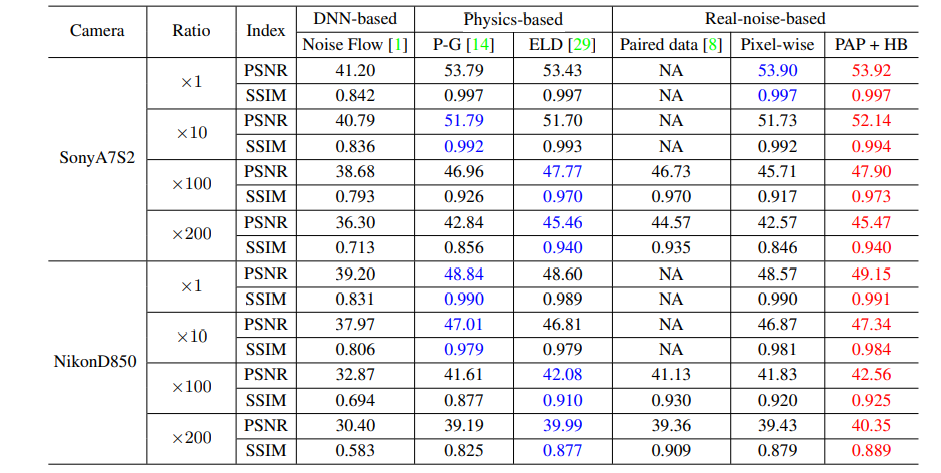 Camera Ratio Index DNN-based Physics-based Real-noise-based
Noise Flow [1] P-G [14] ELD [29] Paired data [8] Pixel-wise PAP + HB
SonyA7S2 ×1 PSNR 41.20 53.79 53.43 NA 53.90 53.92
SSIM 0.842 0.997 0.997 NA 0.997 0.997
×10 PSNR 40.79 51.79 51.70 NA 51.73 52.14
SSIM 0.836 0.992 0.993 NA 0.992 0.994
×100 PSNR 38.68 46.96 47.77 46.73 45.71 47.90
SSIM 0.793 0.926 0.970 0.970 0.917 0.973
×200 PSNR 36.30 42.84 45.46 44.57 42.57 45.47
SSIM 0.713 0.856 0.940 0.935 0.846 0.940
NikonD850 ×1 PSNR 39.20 48.84 48.60 NA 48.57 49.15
SSIM 0.831 0.990 0.989 NA 0.990 0.991
×10 PSNR 37.97 47.01 46.81 NA 46.87 47.34
SSIM 0.806 0.979 0.979 NA 0.981 0.984
×100 PSNR 32.87 41.61 42.08 41.13 41.83 42.56
SSIM 0.694 0.877 0.910 0.930 0.920 0.925
×200 PSNR 30.40 39.19 39.99 39.36 39.43 40.35
SSIM 0.583 0.825 0.877 0.909 0.879 0.889